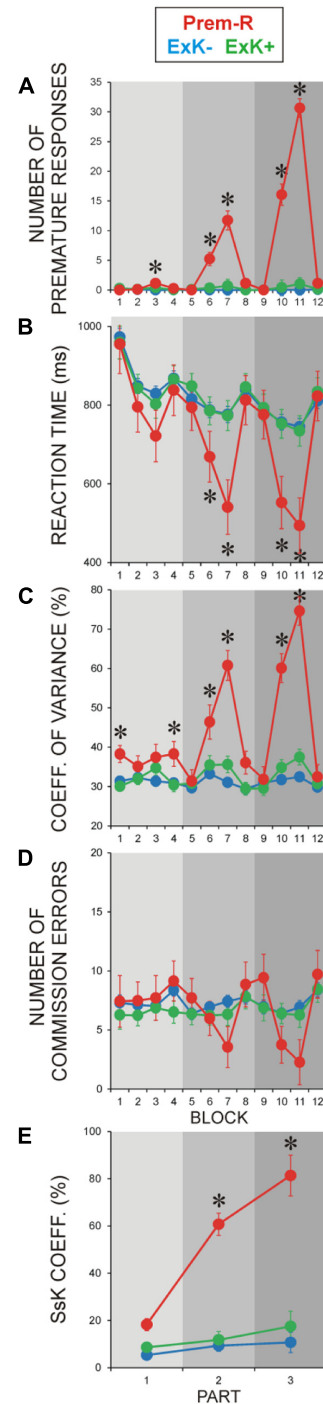 Prem-R
ExK- ExK+
A
NUMBER OF
PREMATURE RESPONSES
35
30
25
20
15
10
5
0
* * * * *
1 2 3 4 5 6 7 8 9 10 11 12
B
REACTION TIME (ms)
1000
800
600
400
* * * *
1 2 3 4 5 6 7 8 9 10 11 12
C
COEFF. OF VARIANCE (%)
80
70
60
50
40
30
20
* * * * * *
1 2 3 4 5 6 7 8 9 10 11 12
D
NUMBER OF
COMMISSION ERRORS
20
15
10
5
0
1 2 3 4 5 6 7 8 9 10 11 12
BLOCK
E
SsK COEFF. (%)
100
80
60
40
20
0
* *
1 2 3
PART